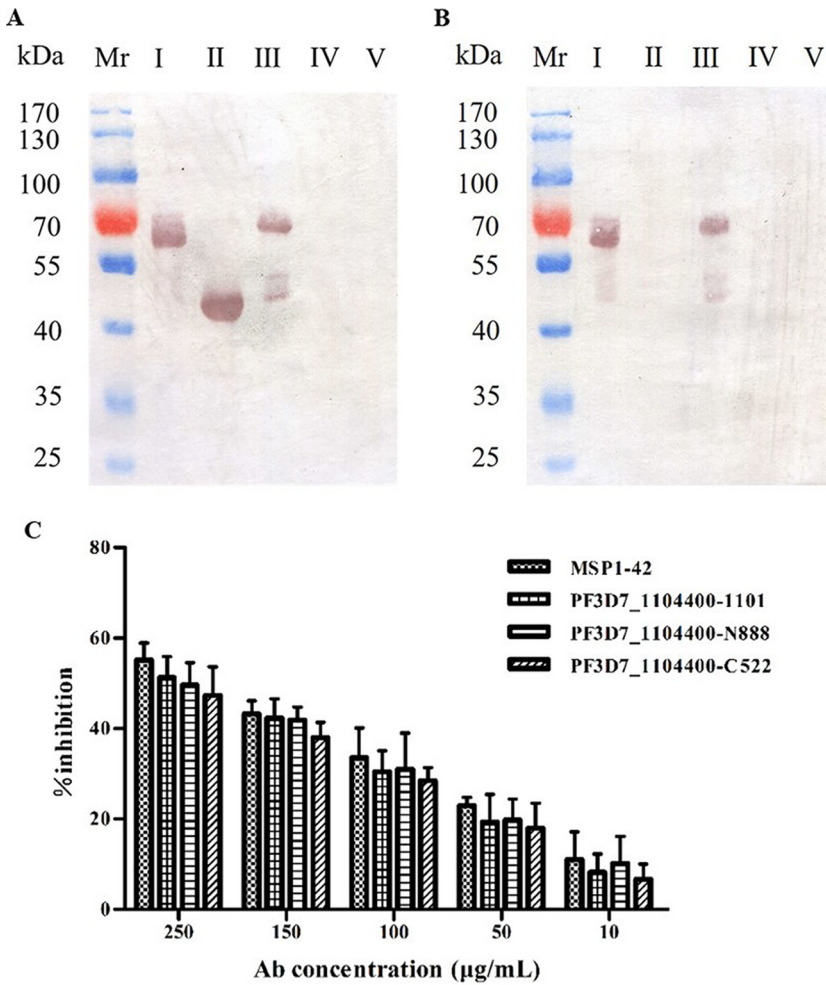 A
kDa Mr I II III IV V
170
130
100
70
55
40
35
25
B
kDa Mr I II III IV V
170
130
100
70
55
40
35
25
C
80
60
40
20
0
%inhibition
MSP1-42
PF3D7_1104400-1101
PF3D7_1104400-N888
PF3D7_1104400-C522
250 150 100 50 10
Ab concentration (μg/mL)